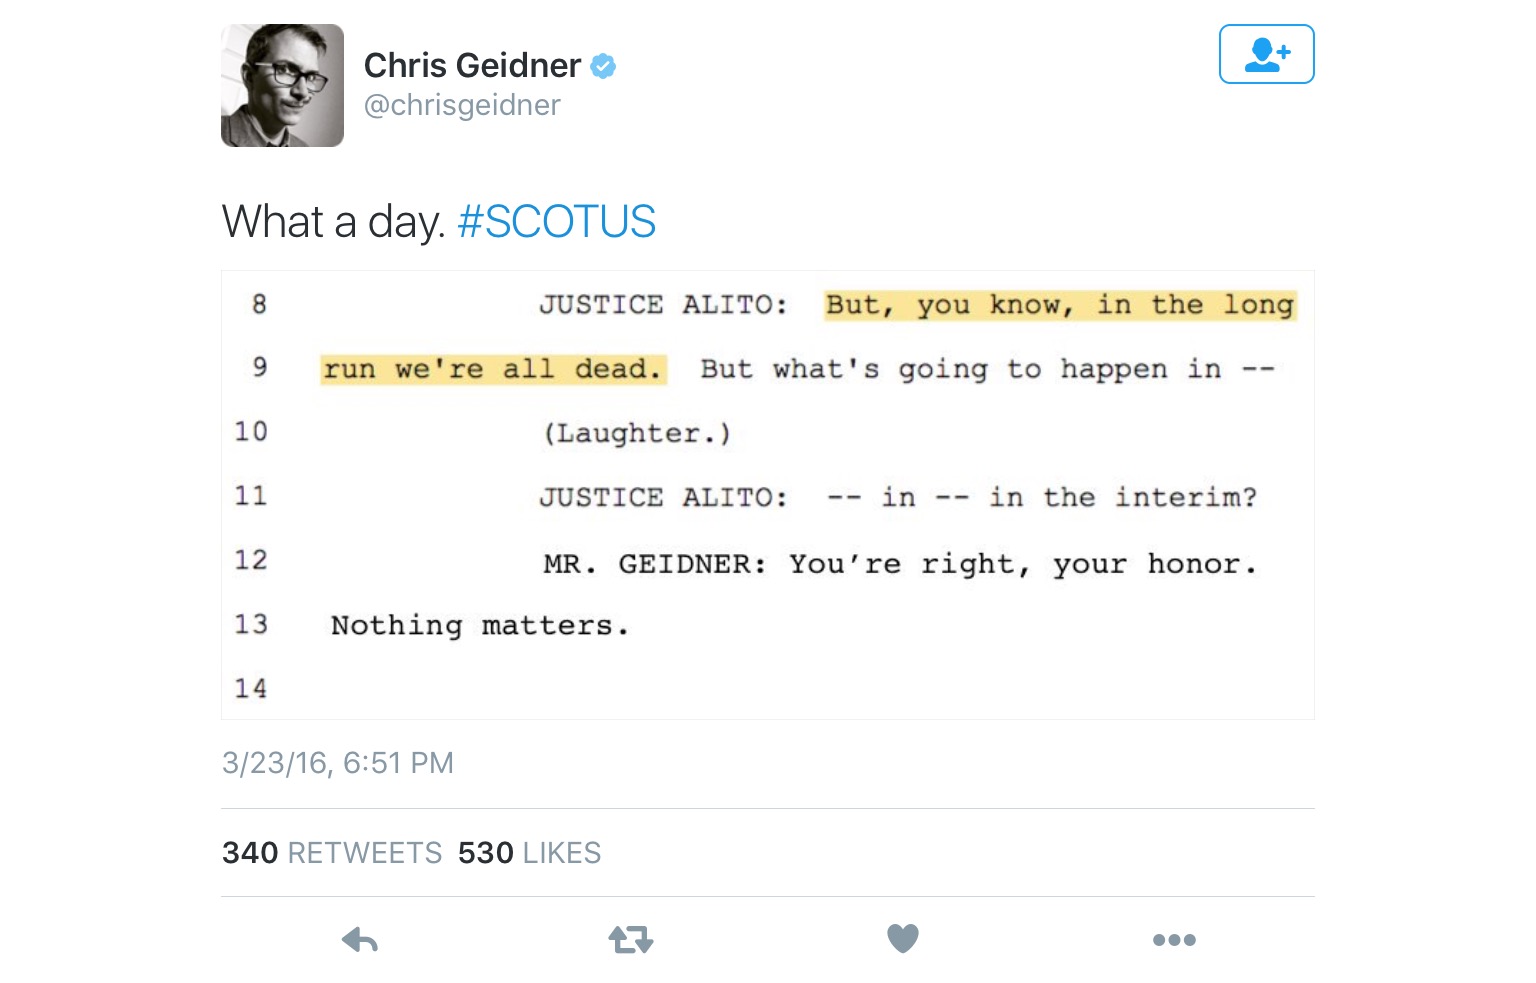 Chris Geidner
@chrisgeidner
What a day. #SCOTUS
8 JUSTICE ALITO: But, you know, in the long
9 run we're all dead. But what's going to happen in --
10 (Laughter.)
11 JUSTICE ALITO: -- in -- in the interim?
12 MR. GEIDNER: You’re right, your honor.
13 Nothing matters.
14
3/23/16, 6:51 PM
340 RETWEETS 530 LIKES